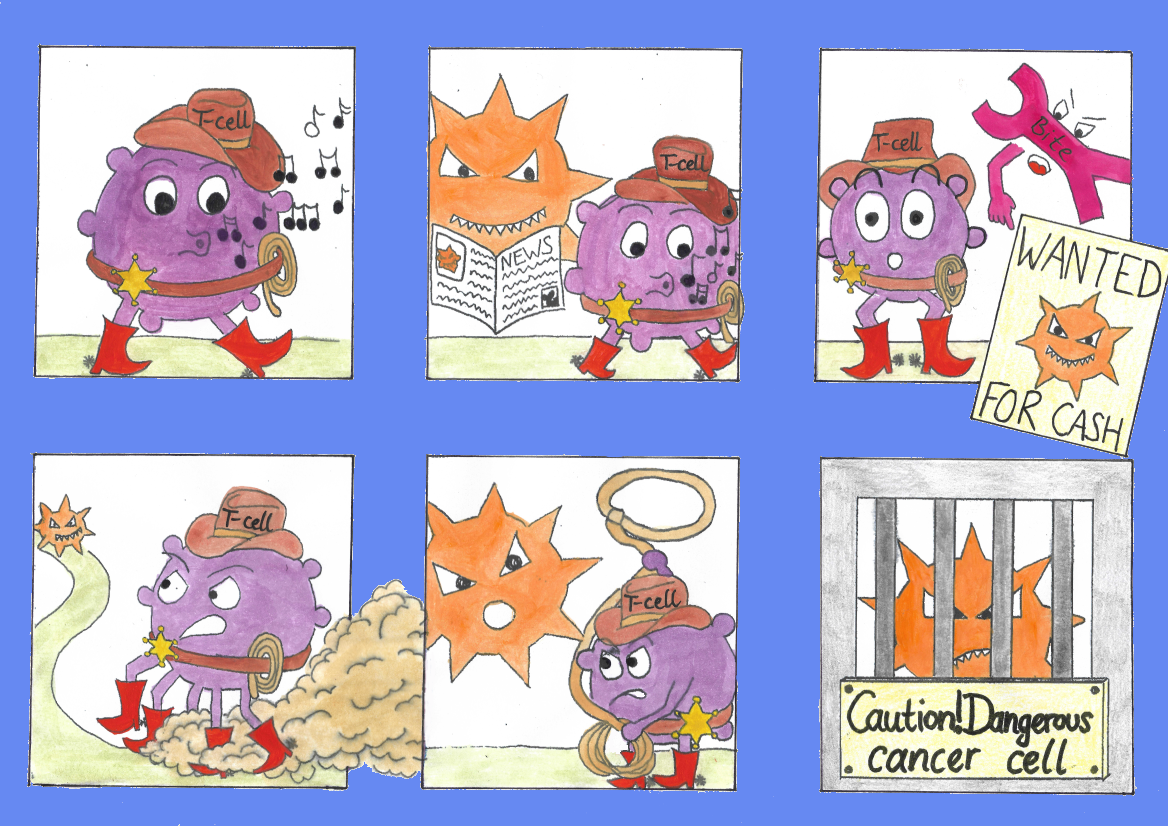 T-cell
T-cell
NEWS
T-cell
Bite
WANTED
FOR CASH
T-cell
T-cell
Caution! Dangerous
cancer cell